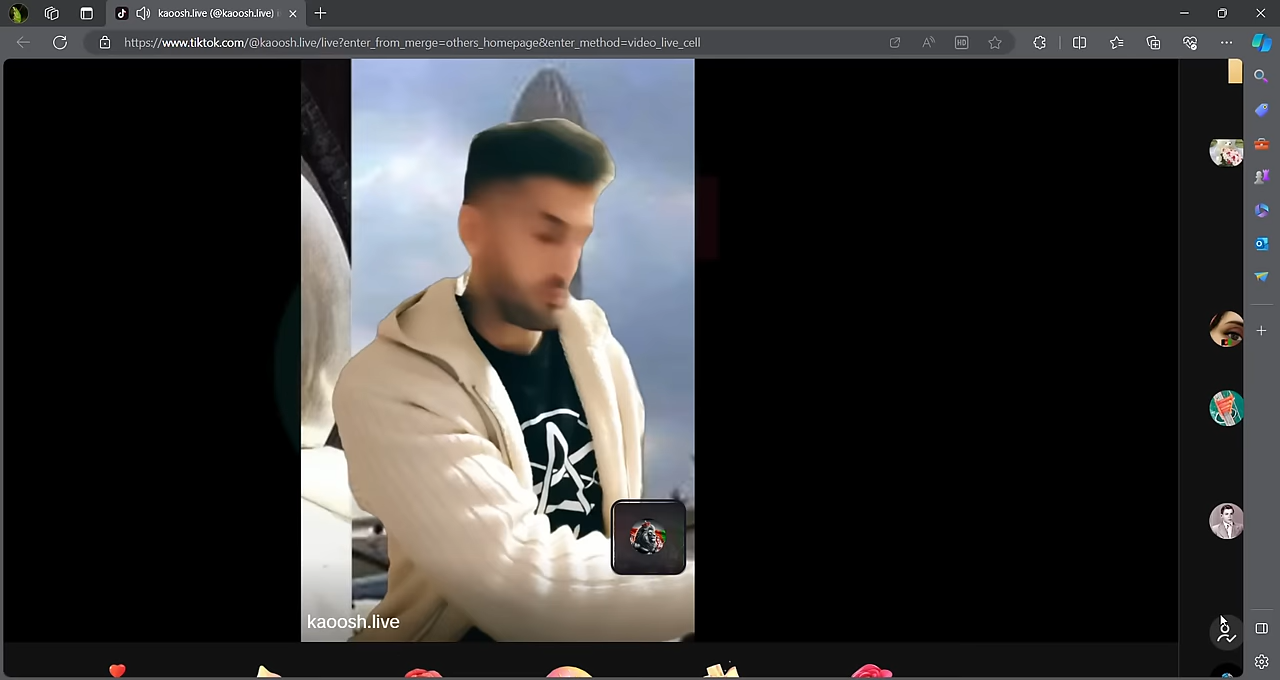 kaoosh.live (@kaoosh.live) i
https://www.tiktok.com/@kaoosh.live/live?enter_from_merge=others_homepage&enter_method=video_live_cell
kaoosh.live